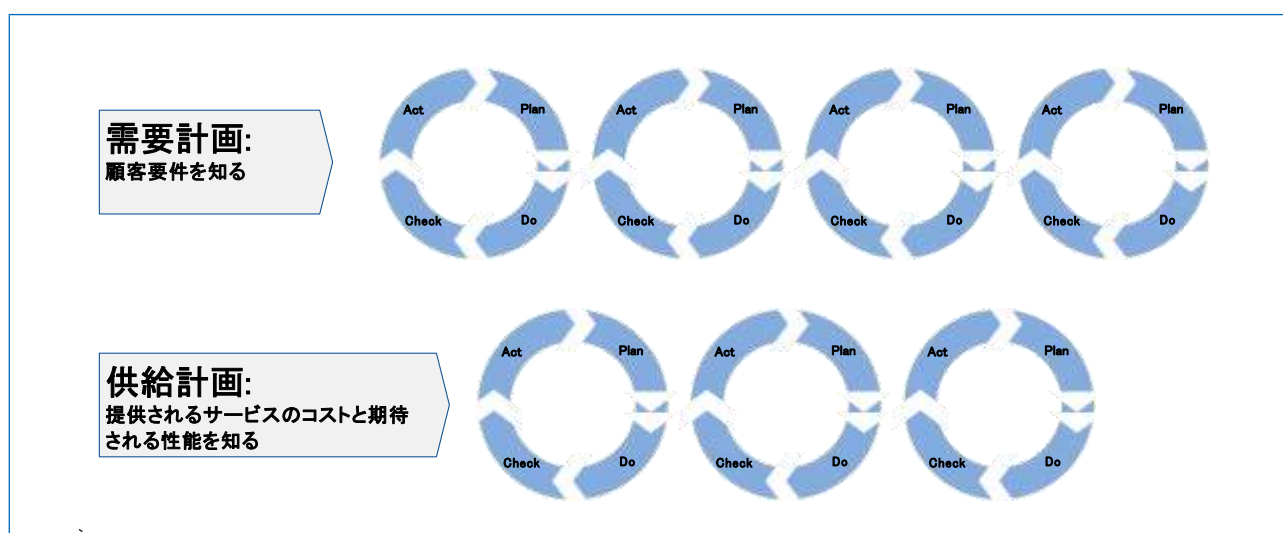 需要計画:
顧客要件を知る
Act Plan Act Plan Act Plan Act Plan
Check Do Check Do Check Do Check Do
供給計画:
提供されるサービスのコストと期待
される性能を知る
Act Plan Act Plan Act Plan
Check Do Check Do Check Do